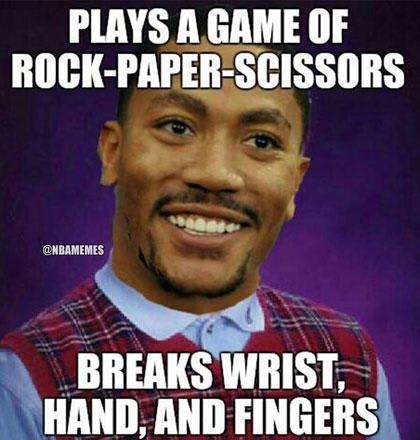 PLAYS A GAME OF
ROCK-PAPER-SCISSORS
@NBAMEMES
BREAKS WRIST,
HAND, AND FINGERS